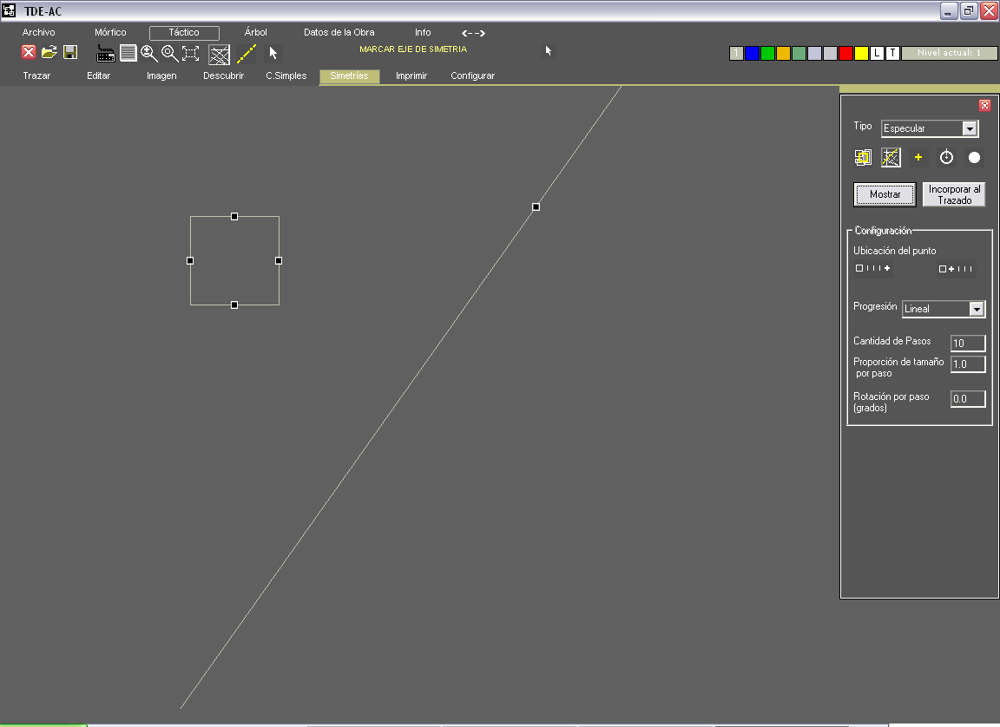 TDE-AC
Archivo Mórfico Táctico Árbol Datos de la Obra Info <-->
MARCAR EJE DE SIMETRIA
1 L T Nivel actual: 1
Trazar Editar Imagen Descubrir C.Simples Simetrías Imprimir Configurar
Tipo Especular
Mostrar
Incorporar al
Trazado
Configuración
Ubicación del punto
Progresión Lineal
Cantidad de Pasos 10
Proporción de tamaño
por paso
1.0
Rotación por paso
(grados)
0.0